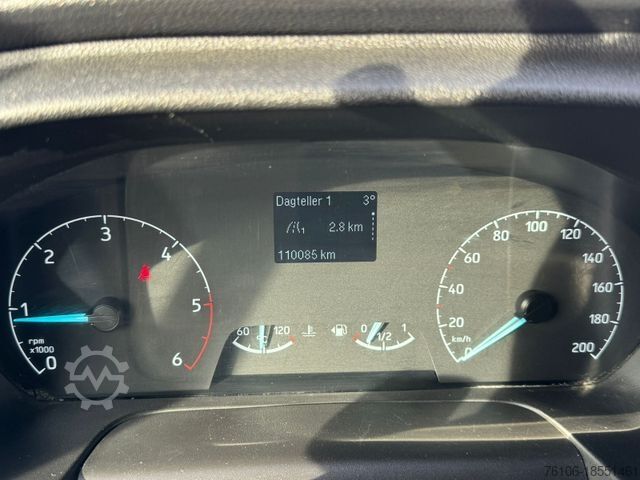 Dagteller 1 3°
1 2.8 km
110085 km
0 1 2 3 4 5 6
rpm
x1000
60 120
°C
0 1/2 1
0 20 40 60 80 100 120 140 160 180 200
km/h
76106-18551461